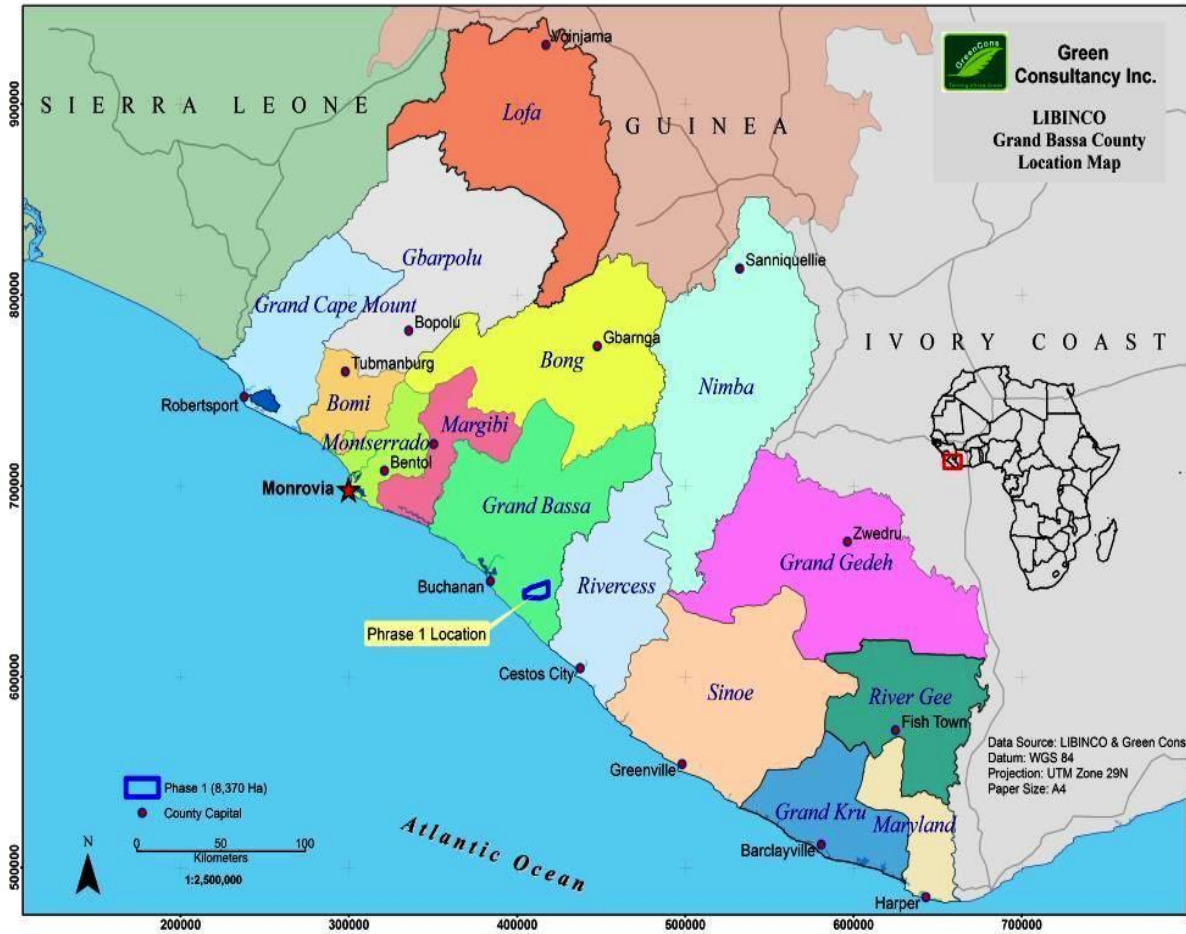 GreenCons
Green
Consultancy Inc.
LIBINCO
Grand Bassa County
Location Map
SIERRA LEONE
GUINEA
IVORY COAST
Voinjama
Lofa
Gbarpolu
Sanniquellie
Grand Cape Mount
Bopolu
Gbarnga
Tubmanburg
Bong
Nimba
Robertsport
Bomi
Margibi
Montserrado
Bentol
Monrovia
Grand Bassa
Zwedru
Grand Gedeh
Buchanan
Rivercess
Phrase 1 Location
Cestos City
Sinoe
River Gee
Fish Town
Greenville
Grand Kru
Maryland
Barclayville
Harper
Atlantic Ocean
Data Source: LIBINCO & Green Cons
Datum: WGS 84
Projection: UTM Zone 29N
Paper Size: A4
Phase 1 (8,370 Ha)
County Capital
N
0 50 100
Kilometers
1:2,500,000
900000
800000
700000
600000
500000
200000 300000 400000 500000 600000 700000